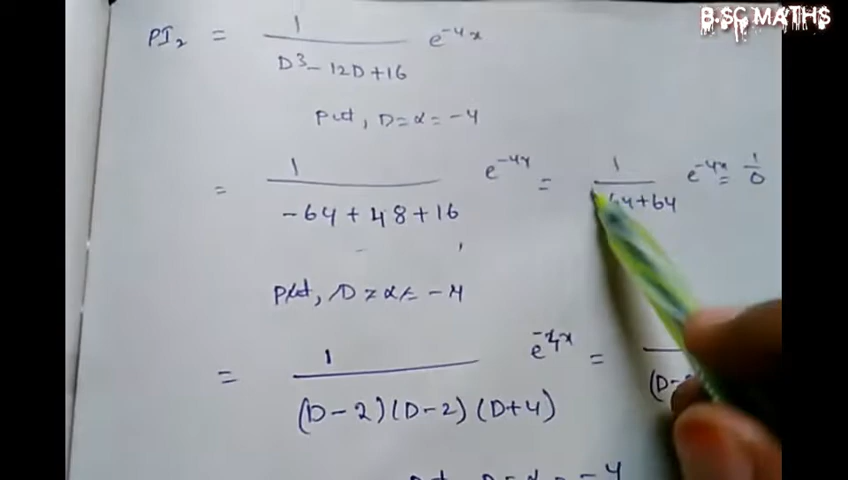 B.SC MATHS
PI₂ = 1/(D³ - 12D + 16) e^(-4x)
put, D = α = -4
= 1/(-64 + 48 + 16) e^(-4x) = 1/(-64+64) e^(-4x) = 1/0
put, D = α = -4
= 1/((D-2)(D-2)(D+4)) e^(-4x) =
D = α = -4